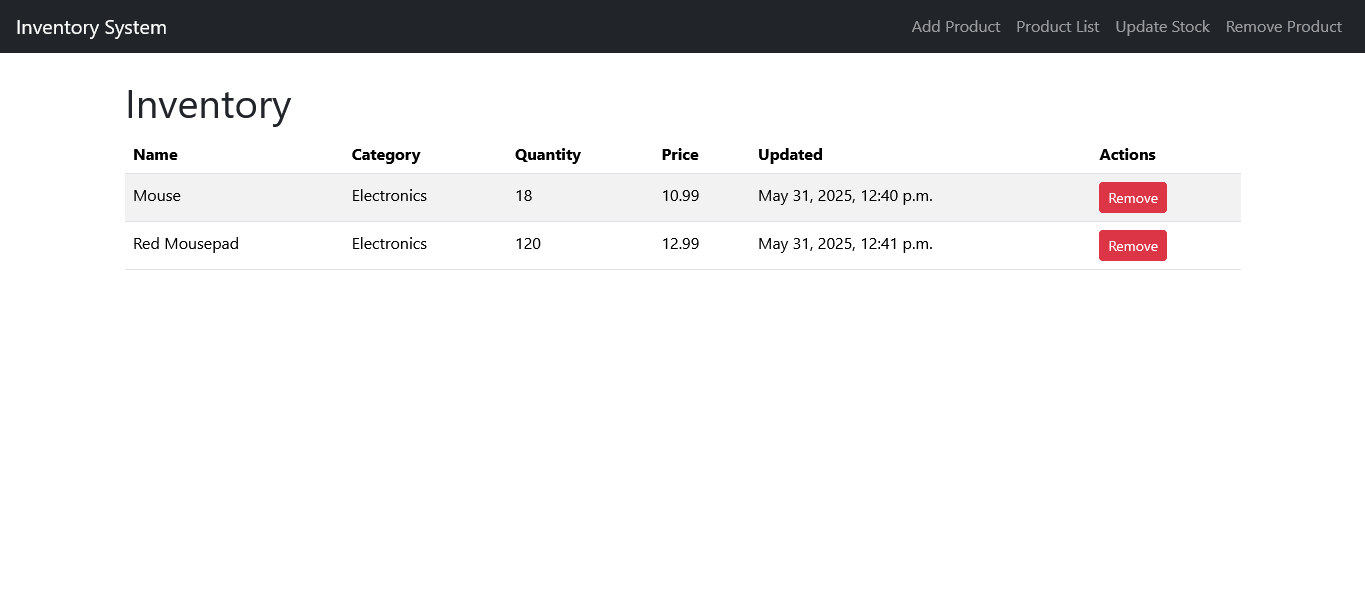 Inventory System Add Product Product List Update Stock Remove Product
Inventory
Name Category Quantity Price Updated Actions
Mouse Electronics 18 10.99 May 31, 2025, 12:40 p.m. Remove
Red Mousepad Electronics 120 12.99 May 31, 2025, 12:41 p.m. Remove